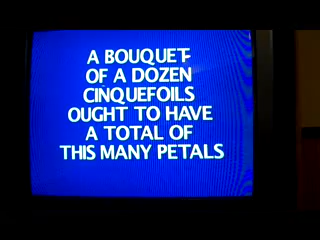 A BOUQUET
OF A DOZEN
CINQUEFOILS
OUGHT TO HAVE
A TOTAL OF
THIS MANY PETALS